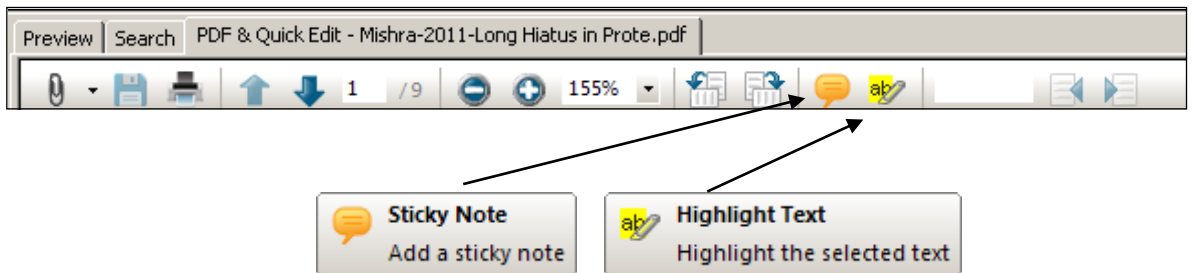 Preview Search PDF & Quick Edit - Mishra-2011-Long Hiatus in Prote.pdf
1 / 9 155% ab
Sticky Note
Add a sticky note
ab
Highlight Text
Highlight the selected text